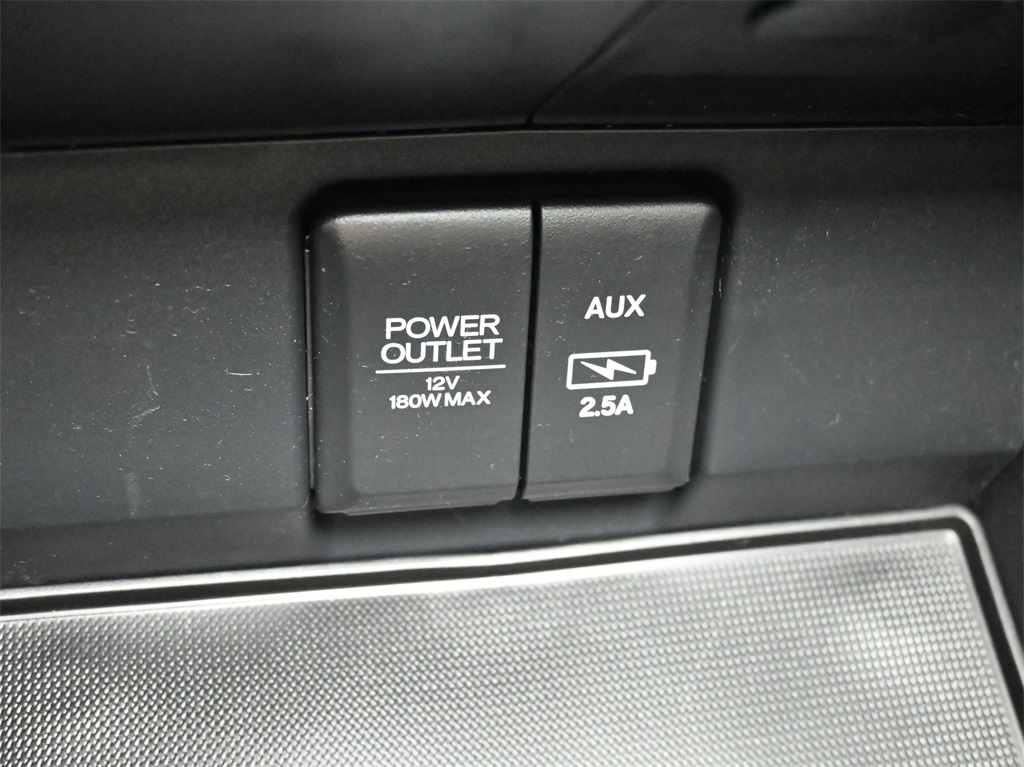 POWER
OUTLET
12V
180W MAX
AUX
2.5A